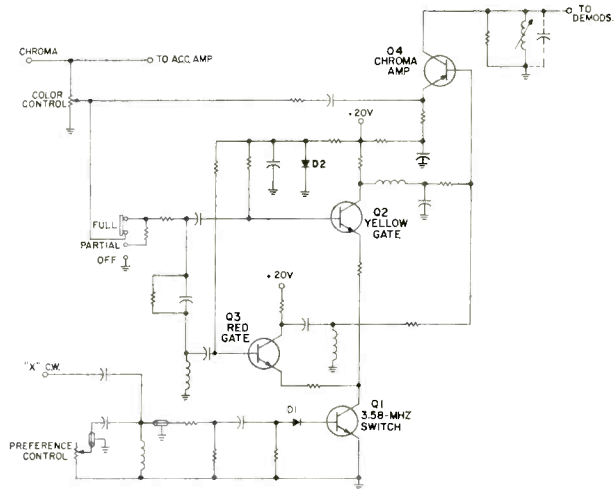 TO
DEMODS.
Q4
CHROMA
AMP
CHROMA
TO ACC AMP
COLOR
CONTROL
+20V
D2
Q2
YELLOW
GATE
FULL
PARTIAL
OFF
+20V
Q3
RED
GATE
"X" C.W.
D1
Q1
3.58-MHZ
SWITCH
PREFERENCE
CONTROL